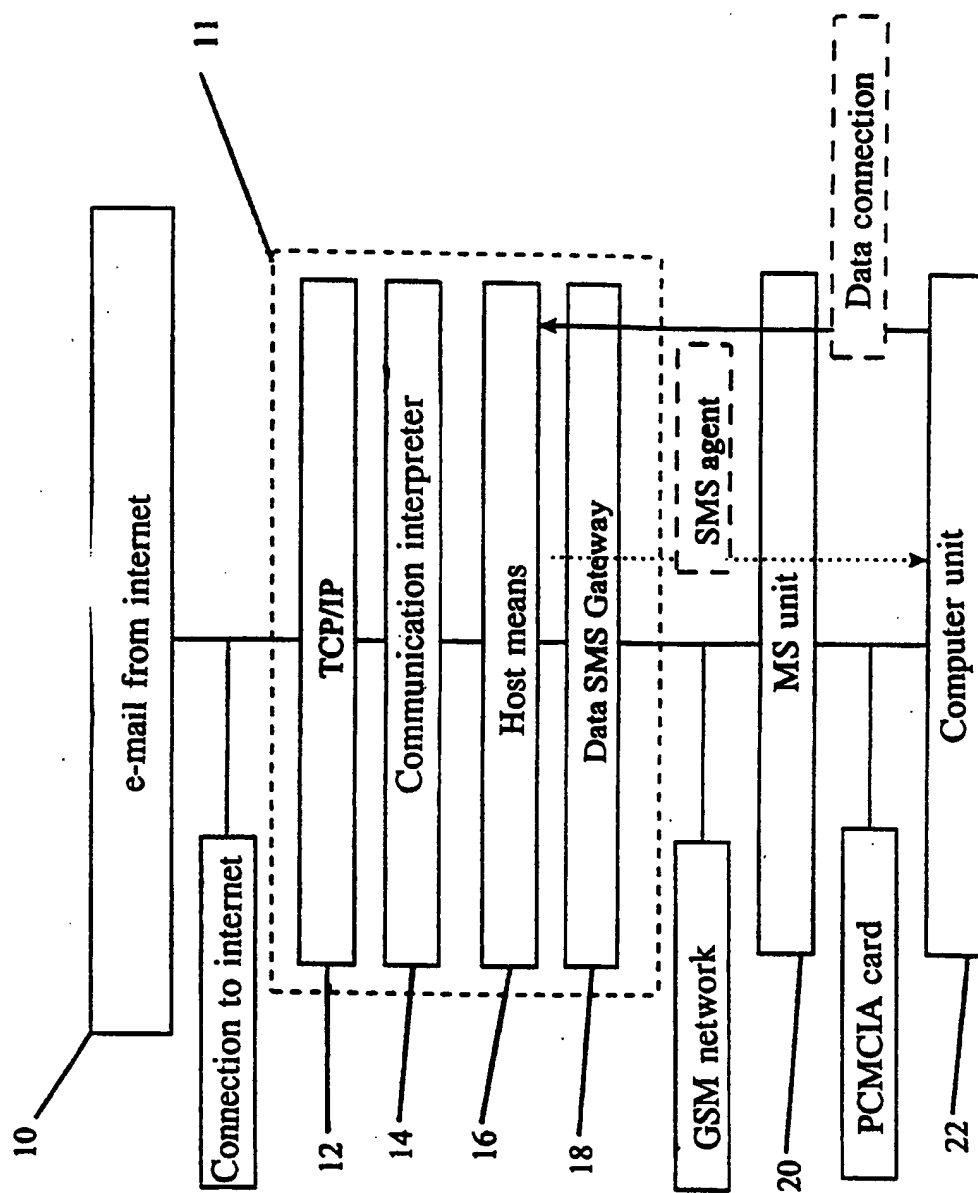 11
10
e-mail from internet
Connection to internet
12
TCP/IP
14
Communication interpreter
16
Host means
18
Data SMS Gateway
SMS agent
GSM network
20
MS unit
Data connection
PCMCIA card
22
Computer unit